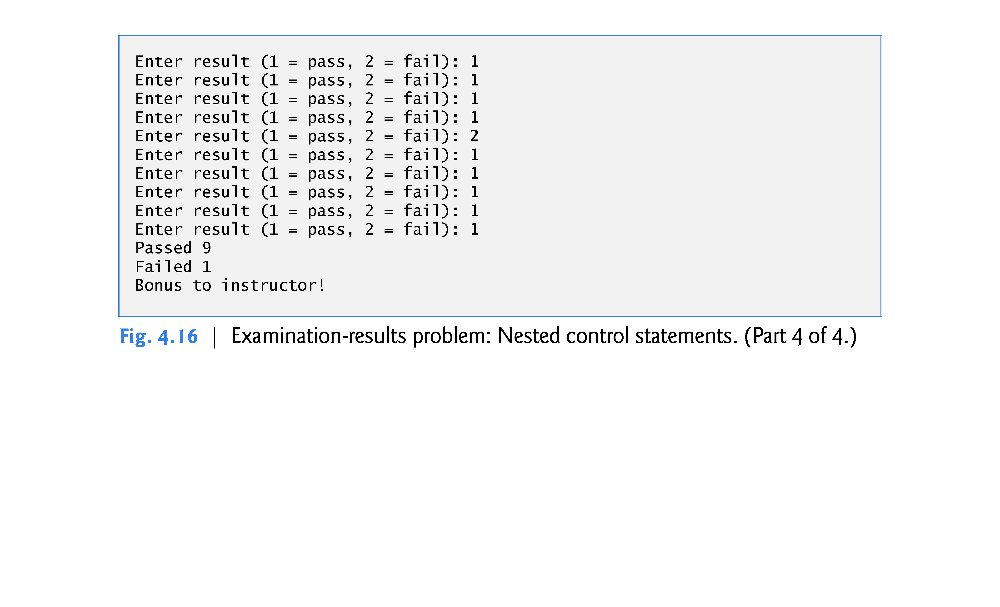 Enter result (1 = pass, 2 = fail): 1
Enter result (1 = pass, 2 = fail): 1
Enter result (1 = pass, 2 = fail): 1
Enter result (1 = pass, 2 = fail): 1
Enter result (1 = pass, 2 = fail): 2
Enter result (1 = pass, 2 = fail): 1
Enter result (1 = pass, 2 = fail): 1
Enter result (1 = pass, 2 = fail): 1
Enter result (1 = pass, 2 = fail): 1
Enter result (1 = pass, 2 = fail): 1
Passed 9
Failed 1
Bonus to instructor!
Fig. 4.16 | Examination-results problem: Nested control statements. (Part 4 of 4.)